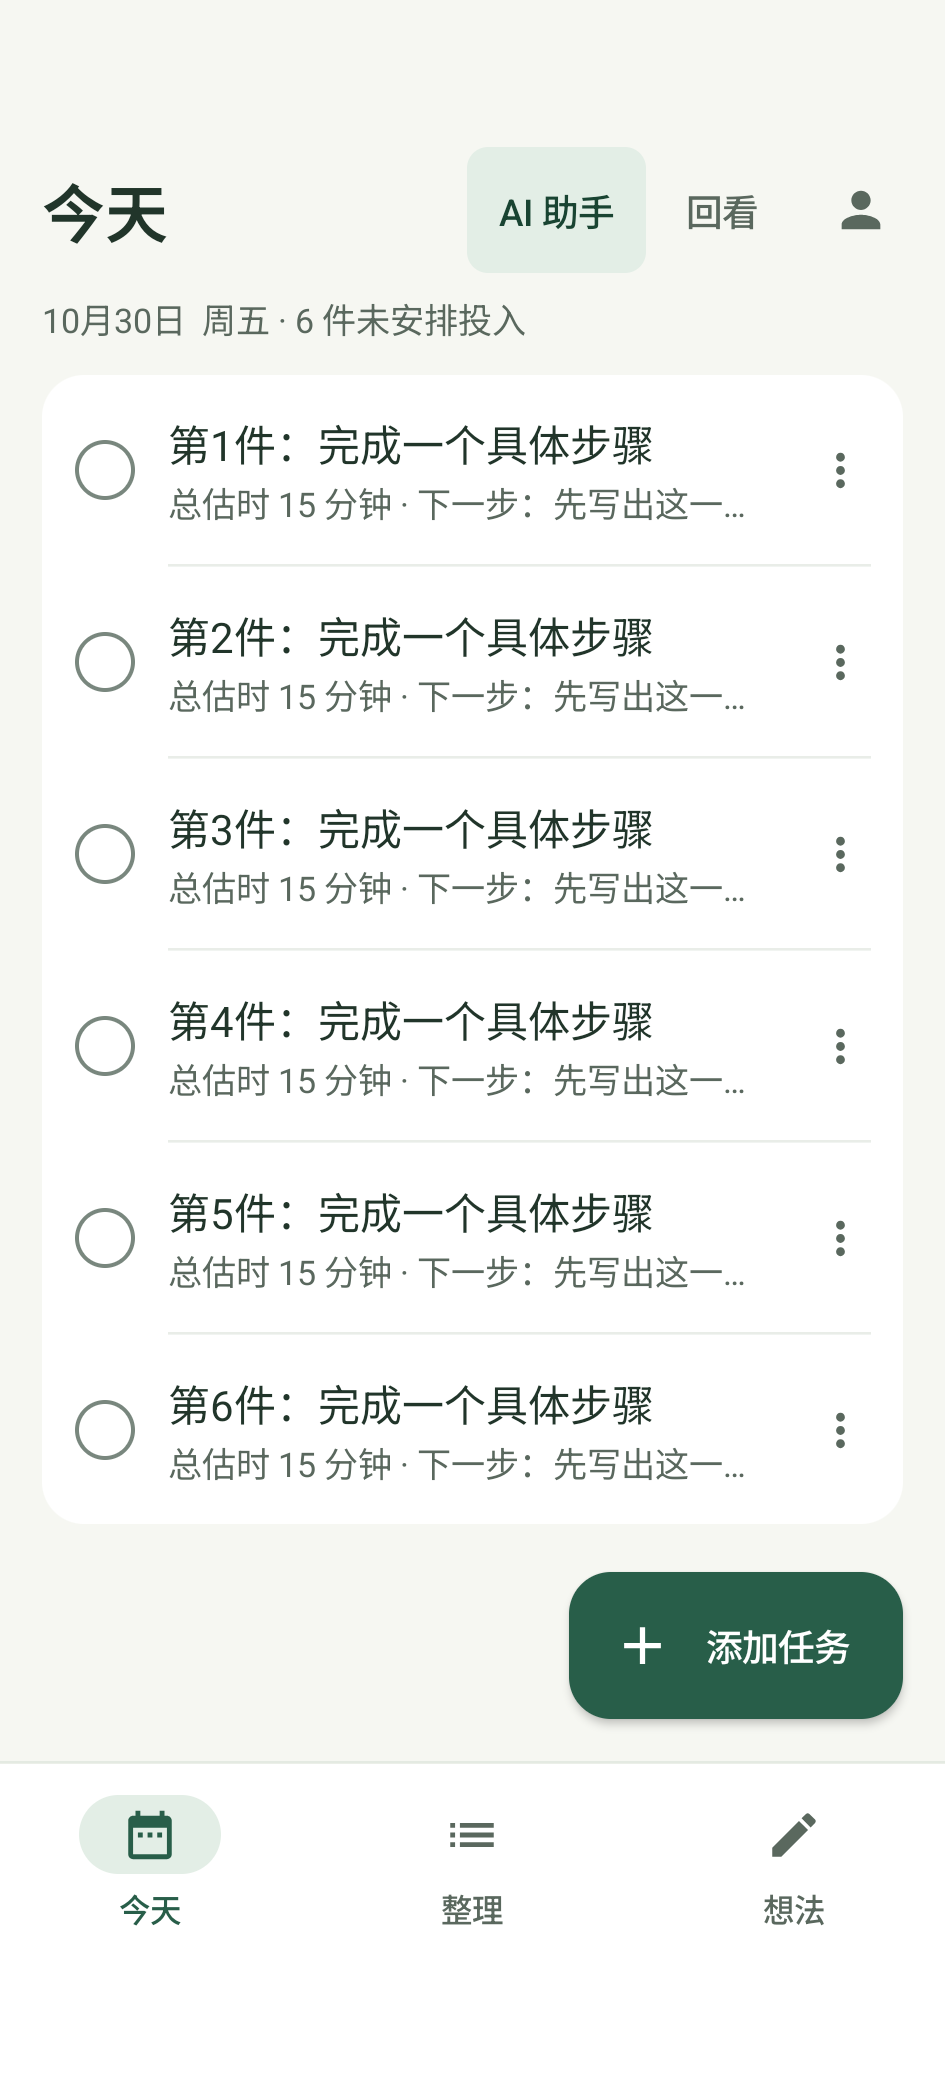 今天
AI 助手
回看
10月30日 周五 · 6 件未安排投入
第1件：完成一个具体步骤
总估时 15 分钟 · 下一步：先写出这一...
第2件：完成一个具体步骤
总估时 15 分钟 · 下一步：先写出这一...
第3件：完成一个具体步骤
总估时 15 分钟 · 下一步：先写出这一...
第4件：完成一个具体步骤
总估时 15 分钟 · 下一步：先写出这一...
第5件：完成一个具体步骤
总估时 15 分钟 · 下一步：先写出这一...
第6件：完成一个具体步骤
总估时 15 分钟 · 下一步：先写出这一...
添加任务
今天
整理
想法